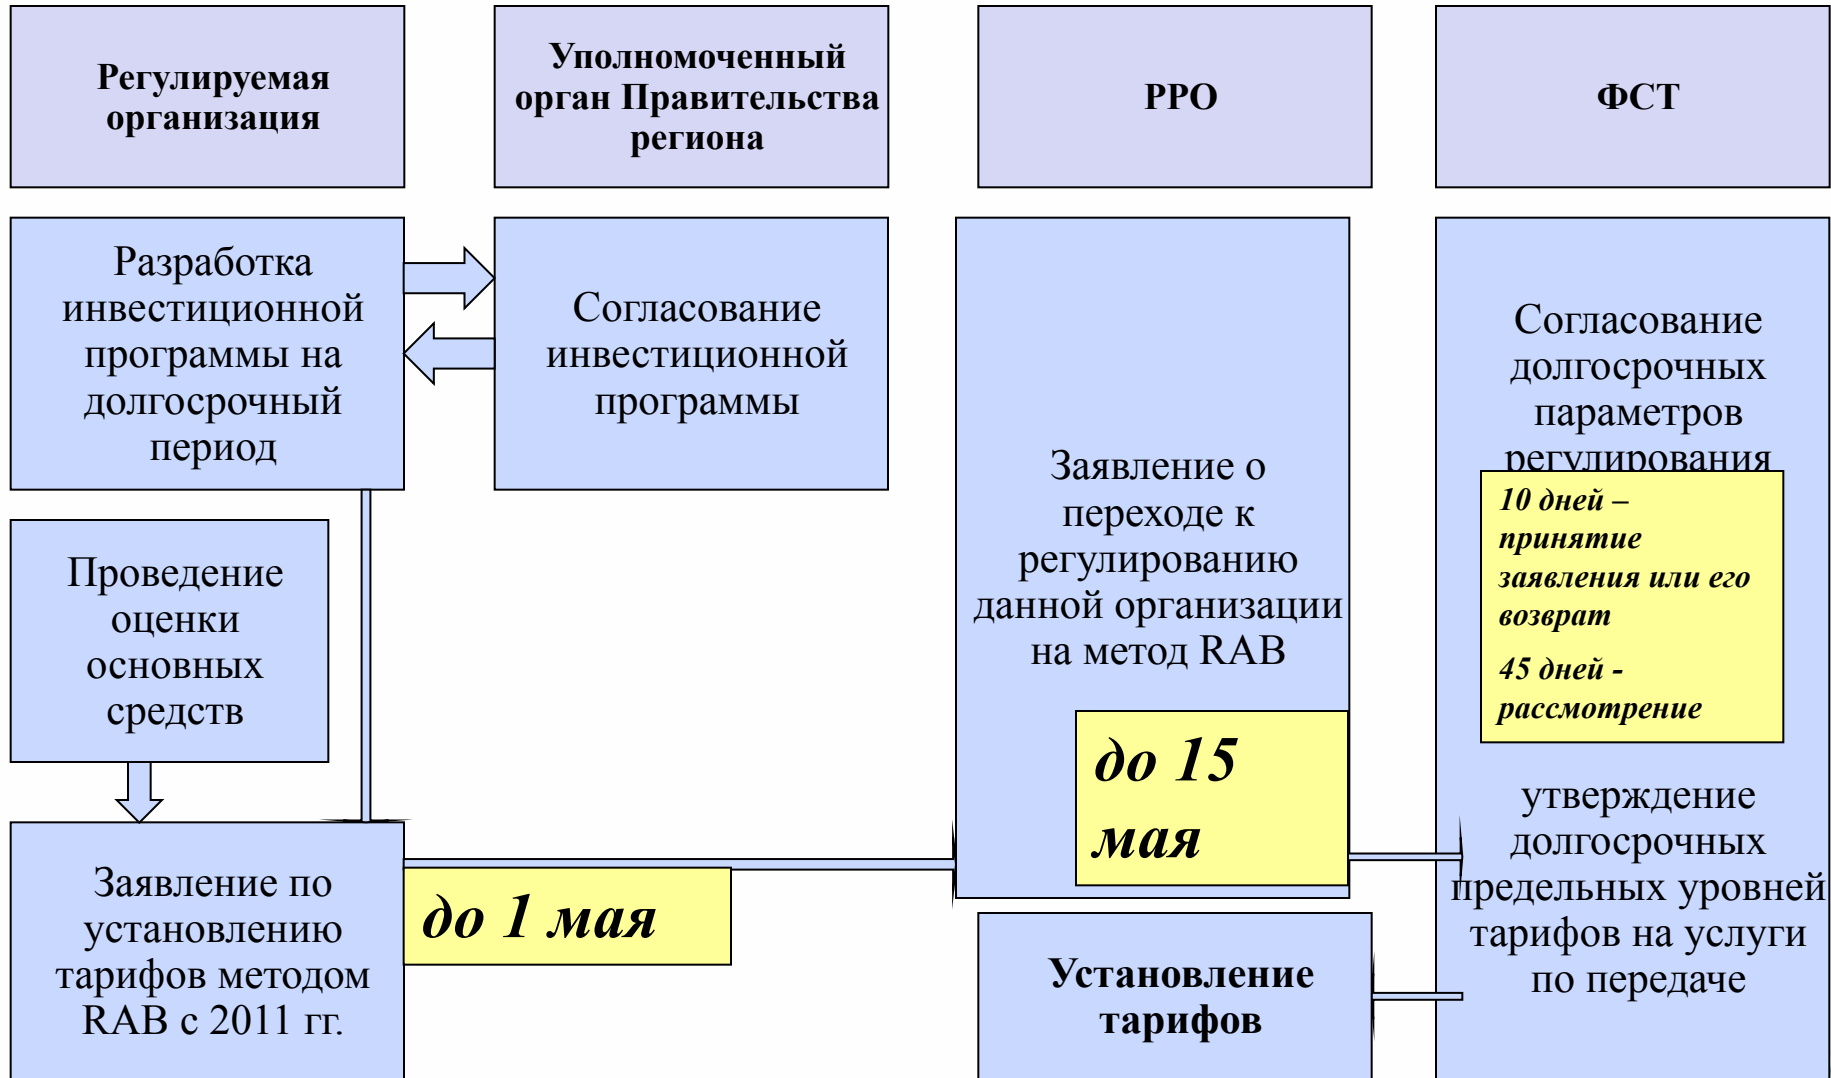 Регулируемая
организация
Уполномоченный
орган Правительства
региона
РРО
ФСТ
Разработка
инвестиционной
программы на
долгосрочный
период
Согласование
инвестиционной
программы
Проведение
оценки
основных
средств
Заявление по
установлению
тарифов методом
RAB с 2011 гг.
до 1 мая
Заявление о
переходе к
регулированию
данной организации
на метод RAB
до 15
мая
Установление
тарифов
Согласование
долгосрочных
параметров
регулирования
10 дней –
принятие
заявления или его
возврат
45 дней -
рассмотрение
утверждение
долгосрочных
предельных уровней
тарифов на услуги
по передаче